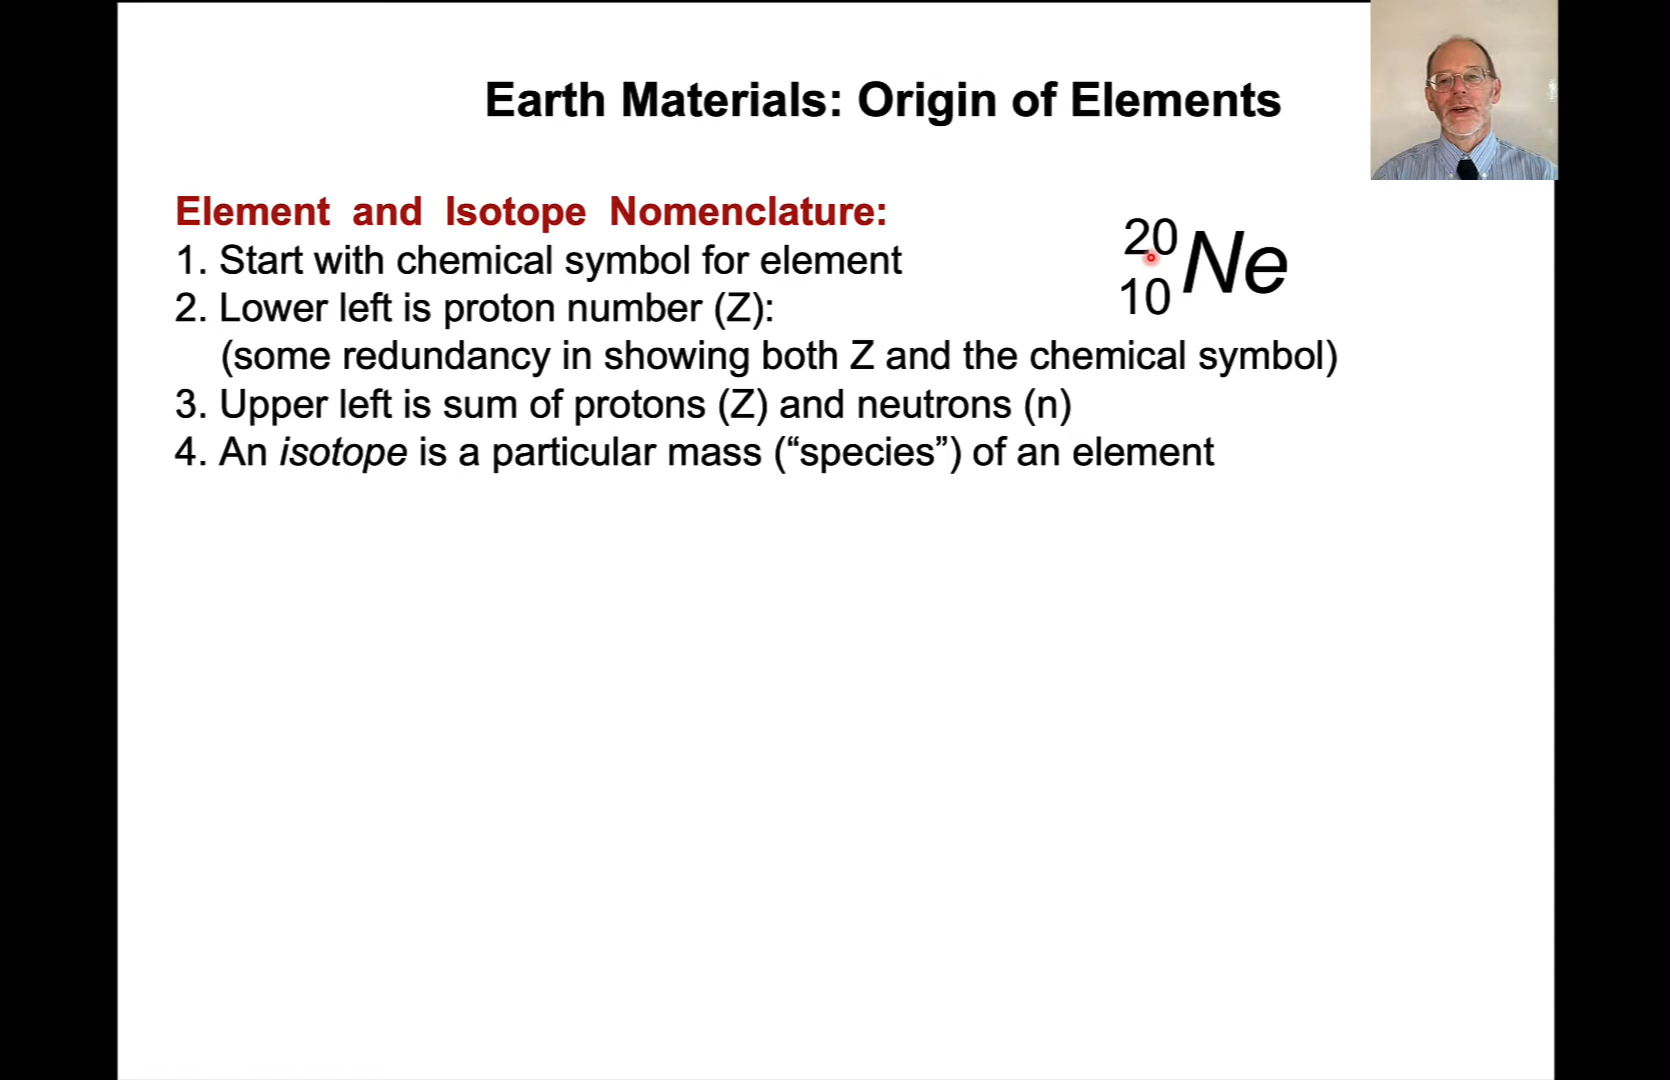 Earth Materials: Origin of Elements
Element and Isotope Nomenclature:
1. Start with chemical symbol for element
2. Lower left is proton number (Z):
(some redundancy in showing both Z and the chemical symbol)
3. Upper left is sum of protons (Z) and neutrons (n)
4. An isotope is a particular mass (“species”) of an element
20
10
Ne